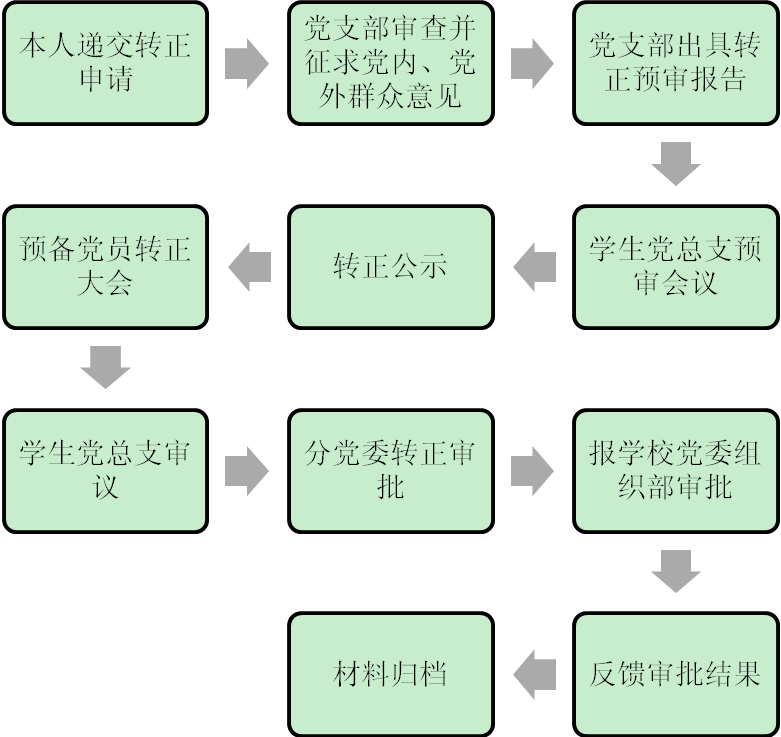 本人递交转正
申请
党支部审查并
征求党内、党
外群众意见
党支部出具转
正预审报告
学生党总支预
审会议
转正公示
预备党员转正
大会
学生党总支审
议
分党委转正审
批
报学校党委组
织部审批
反馈审批结果
材料归档